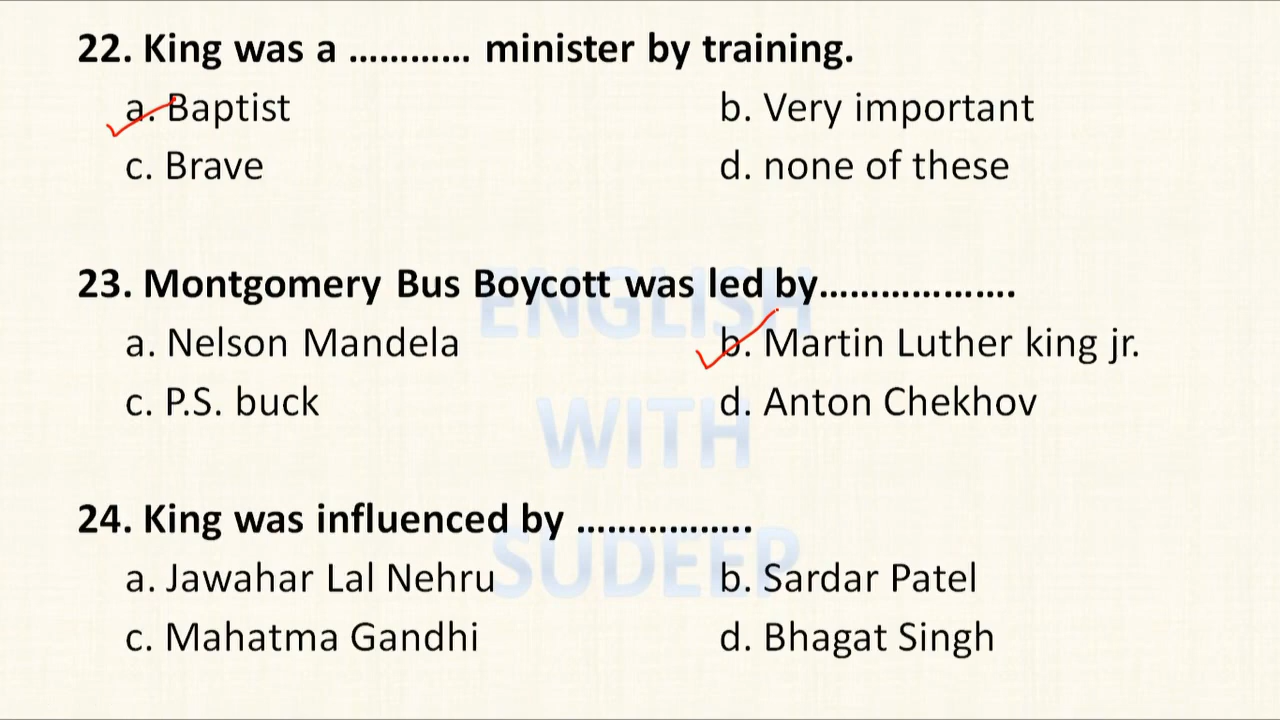 22. King was a ............ minister by training.
a. Baptist b. Very important
c. Brave d. none of these
23. Montgomery Bus Boycott was led by...................
a. Nelson Mandela b. Martin Luther king jr.
c. P.S. buck d. Anton Chekhov
24. King was influenced by .................
a. Jawahar Lal Nehru b. Sardar Patel
c. Mahatma Gandhi d. Bhagat Singh
ENGLISH
WITH
SUDEEP